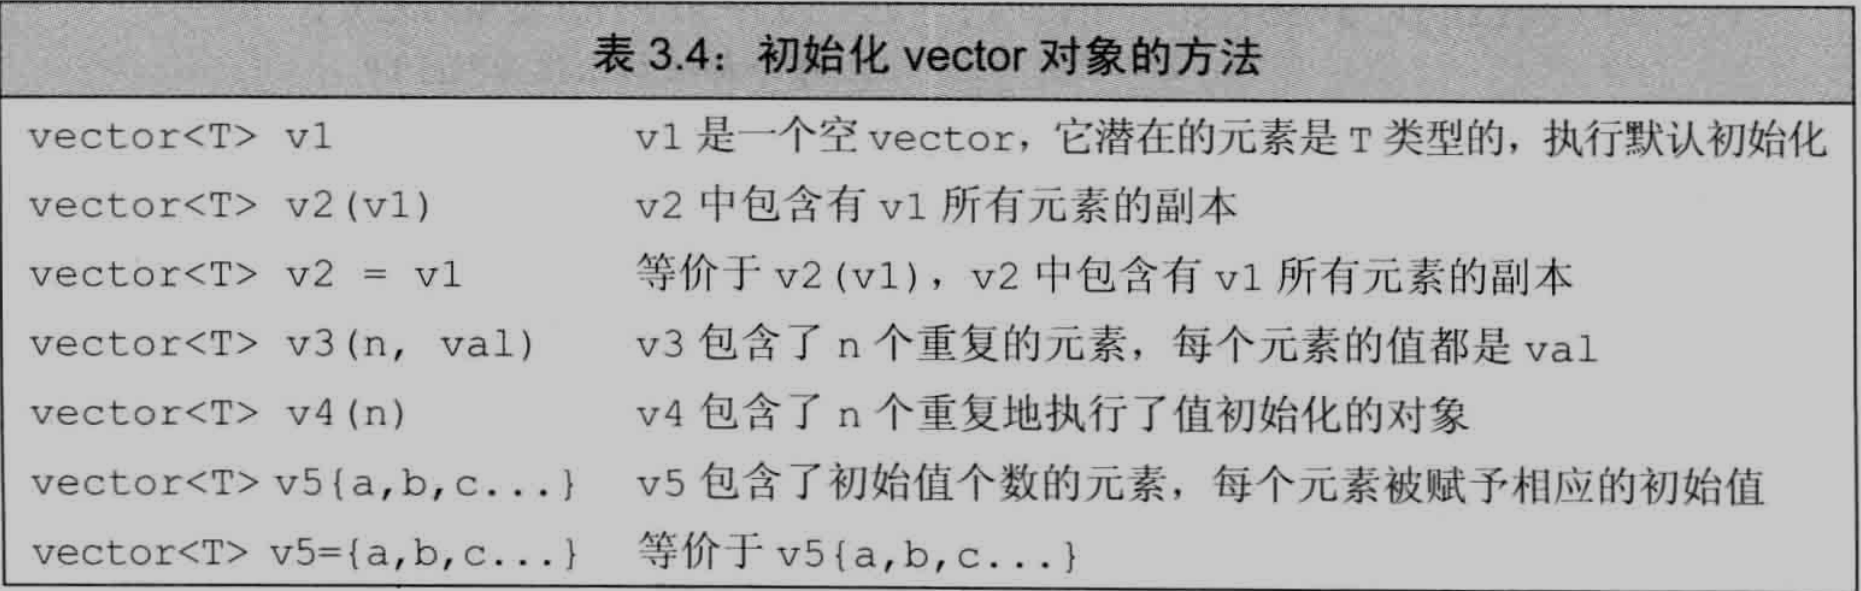 表 3.4：初始化 vector 对象的方法
vector<T> v1 v1 是一个空 vector，它潜在的元素是 T 类型的，执行默认初始化
vector<T> v2(v1) v2 中包含有 v1 所有元素的副本
vector<T> v2 = v1 等价于 v2(v1)，v2 中包含有 v1 所有元素的副本
vector<T> v3(n, val) v3 包含了 n 个重复的元素，每个元素的值都是 val
vector<T> v4(n) v4 包含了 n 个重复地执行了值初始化的对象
vector<T> v5{a,b,c...} v5 包含了初始值个数的元素，每个元素被赋予相应的初始值
vector<T> v5={a,b,c...} 等价于 v5{a,b,c...}